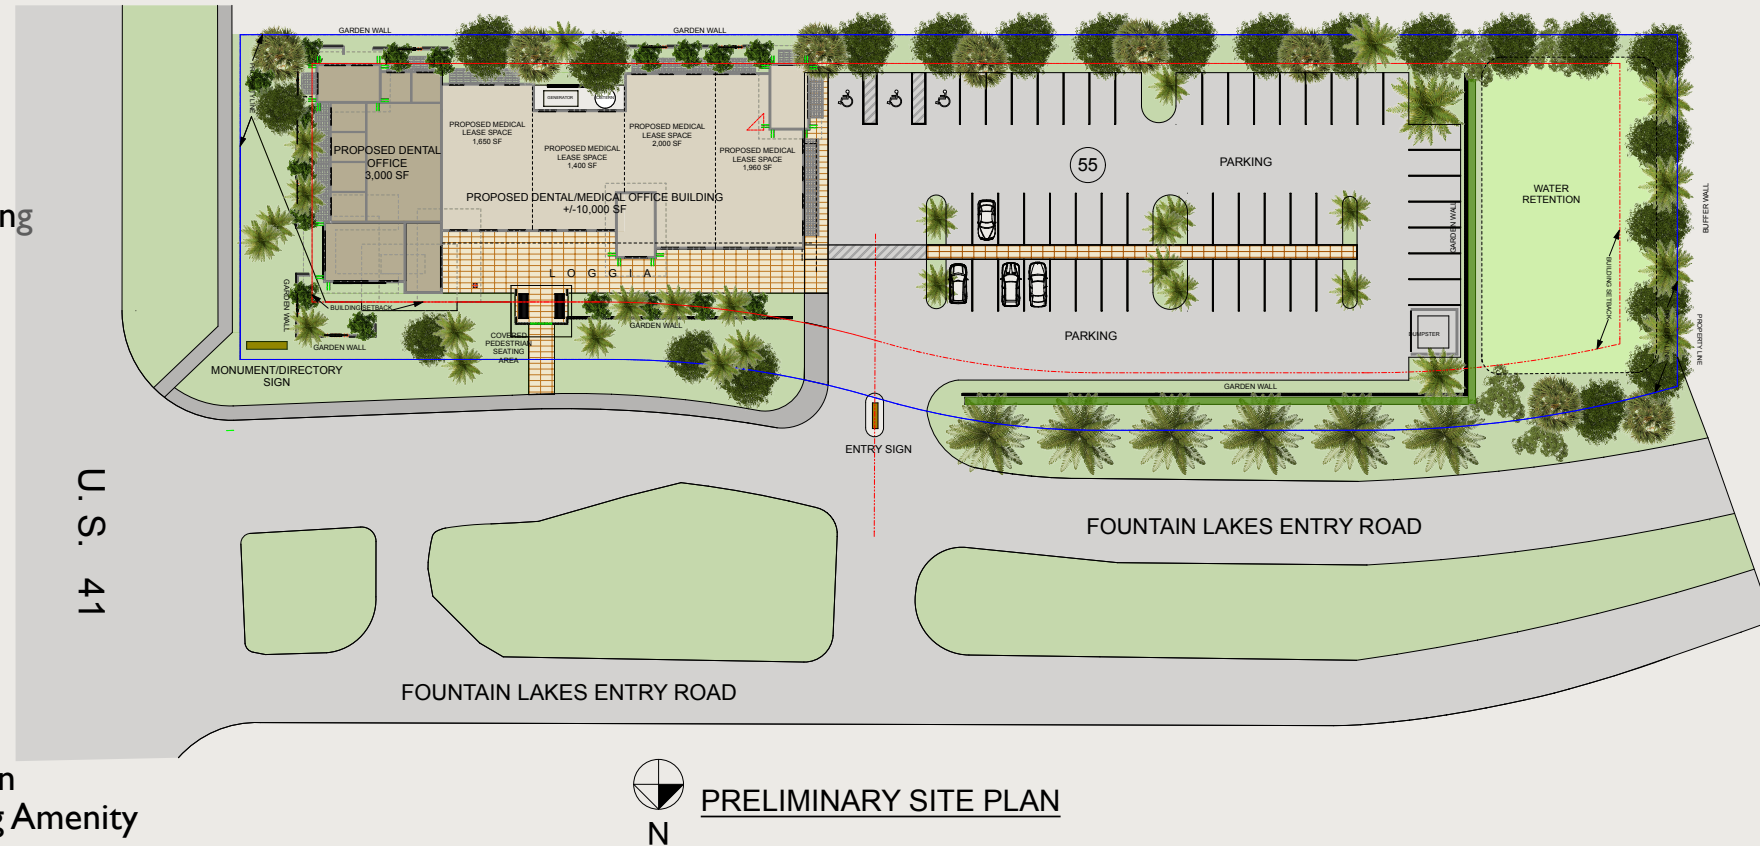 GARDEN WALL
GARDEN WALL
GENERATOR
PROPOSED MEDICAL
LEASE SPACE
1,650 SF
PROPOSED MEDICAL
LEASE SPACE
1,400 SF
PROPOSED MEDICAL
LEASE SPACE
2,000 SF
PROPOSED MEDICAL
LEASE SPACE
1,960 SF
PROPOSED DENTAL
OFFICE
3,000 SF
PROPOSED DENTAL/MEDICAL OFFICE BUILDING
+/-10,000 SF
LOGGIA
55
PARKING
WATER
RETENTION
BUFFER WALL
GARDEN WALL
BUILDING SETBACK
PROPERTY LINE
ng
GARDEN WALL
BUILDING SETBACK
GARDEN WALL
GARDEN WALL
COVERED
PEDESTRIAN
SEATING
AREA
MONUMENT/DIRECTORY
SIGN
PARKING
DUMPSTER
GARDEN WALL
ENTRY SIGN
U.S. 41
FOUNTAIN LAKES ENTRY ROAD
FOUNTAIN LAKES ENTRY ROAD
n
g Amenity
PRELIMINARY SITE PLAN
N